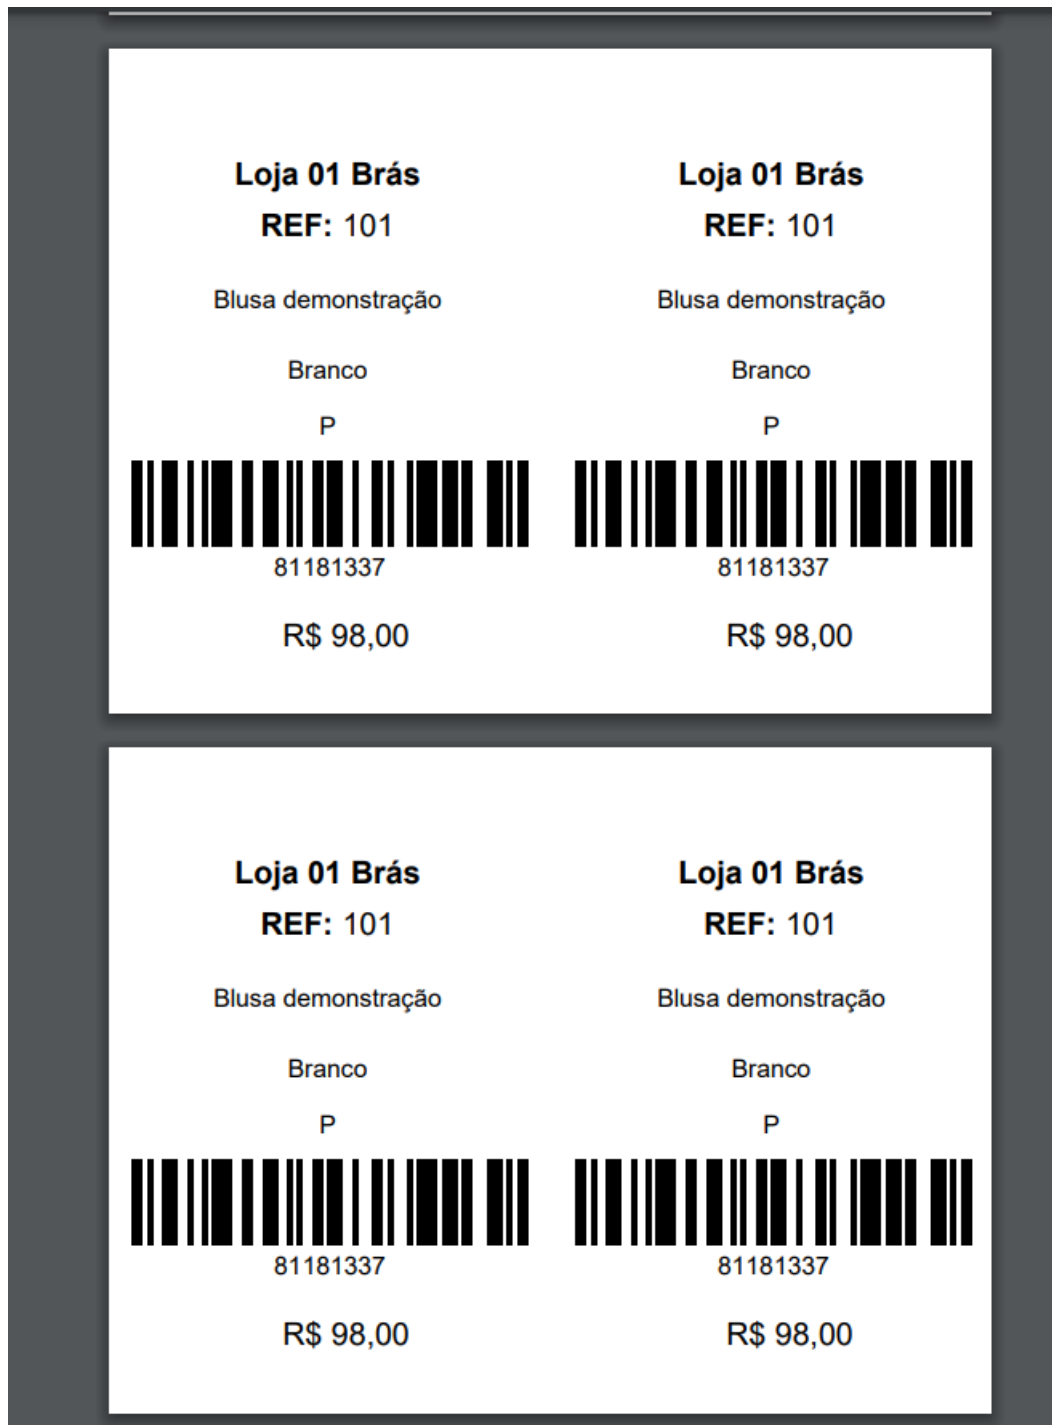 Loja 01 Brás
REF: 101
Blusa demonstração
Branco
P
81181337
R$ 98,00
Loja 01 Brás
REF: 101
Blusa demonstração
Branco
P
81181337
R$ 98,00
Loja 01 Brás
REF: 101
Blusa demonstração
Branco
P
81181337
R$ 98,00
Loja 01 Brás
REF: 101
Blusa demonstração
Branco
P
81181337
R$ 98,00